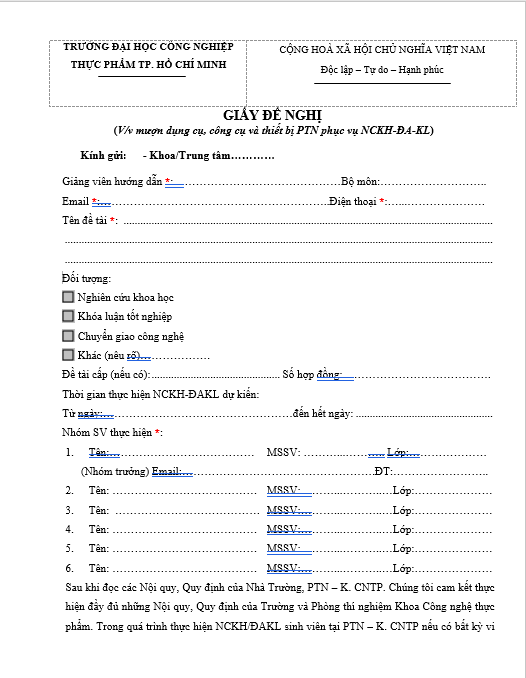 TRƯỜNG ĐẠI HỌC CÔNG NGHIỆP
THỰC PHẨM TP. HỒ CHÍ MINH
CỘNG HOÀ XÃ HỘI CHỦ NGHĨA VIỆT NAM
Độc lập – Tự do – Hạnh phúc
GIẤY ĐỀ NGHỊ
(V/v mượn dụng cụ, công cụ và thiết bị PTN phục vụ NCKH-ĐA-KL)
Kính gửi: - Khoa/Trung tâm…………
Giảng viên hướng dẫn *:……………………………………Bộ môn:………………………
Email *:……………………………………………………Điện thoại *:………………………
Tên đề tài *: ……………………………………………………………………………………
……………………………………………………………………………………………………
……………………………………………………………………………………………………
Đối tượng:
Nghiên cứu khoa học
Khóa luận tốt nghiệp
Chuyển giao công nghệ
Khác (nêu rõ)…………………
Đề tài cấp (nếu có):………………………………… Số hợp đồng:…………………………………
Thời gian thực hiện NCKH-ĐAKL dự kiến:
Từ ngày:……………………………………………đến hết ngày: ………………………………
Nhóm SV thực hiện *:
1. Tên:………………………………… MSSV: ………………….…… Lớp:………………
(Nhóm trưởng) Email:……………………………………………ĐT:……………………….
2. Tên: ………………………………… MSSV:……………………Lớp:…………………
3. Tên: ………………………………… MSSV:……………………Lớp:…………………
4. Tên: ………………………………… MSSV:……………………Lớp:…………………
5. Tên: ………………………………… MSSV:……………………Lớp:…………………
6. Tên: ………………………………… MSSV:……………………Lớp:…………………
Sau khi đọc các Nội quy, Quy định của Nhà Trường, PTN – K. CNTP. Chúng tôi cam kết thực
hiện đầy đủ những Nội quy, Quy định của Trường và Phòng thí nghiệm Khoa Công nghệ thực
phẩm. Trong quá trình thực hiện NCKH/ĐAKL sinh viên tại PTN – K. CNTP nếu có bất kỳ vi